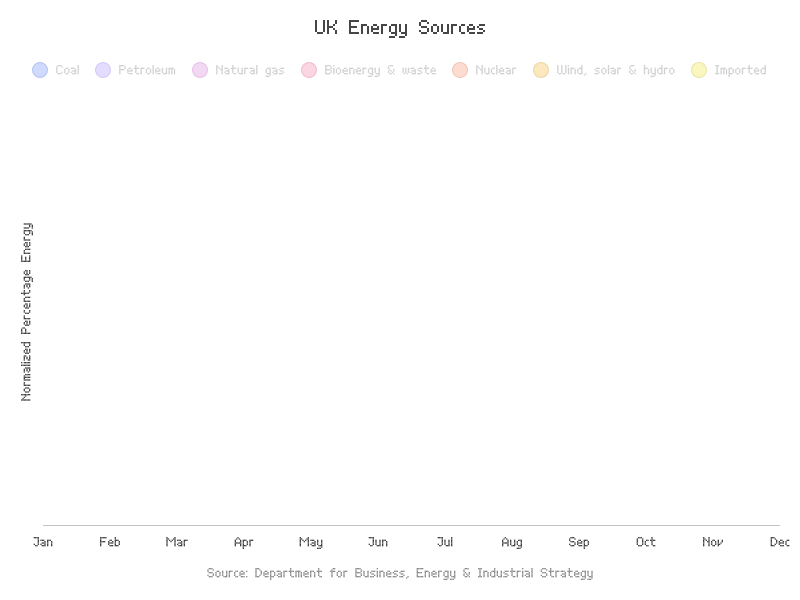 UK Energy Sources
Coal Petroleum Natural gas Bioenergy & waste Nuclear Wind, solar & hydro Imported
Normalized Percentage Energy
Jan Feb Mar Apr May Jun Jul Aug Sep Oct Nov Dec
Source: Department for Business, Energy & Industrial Strategy